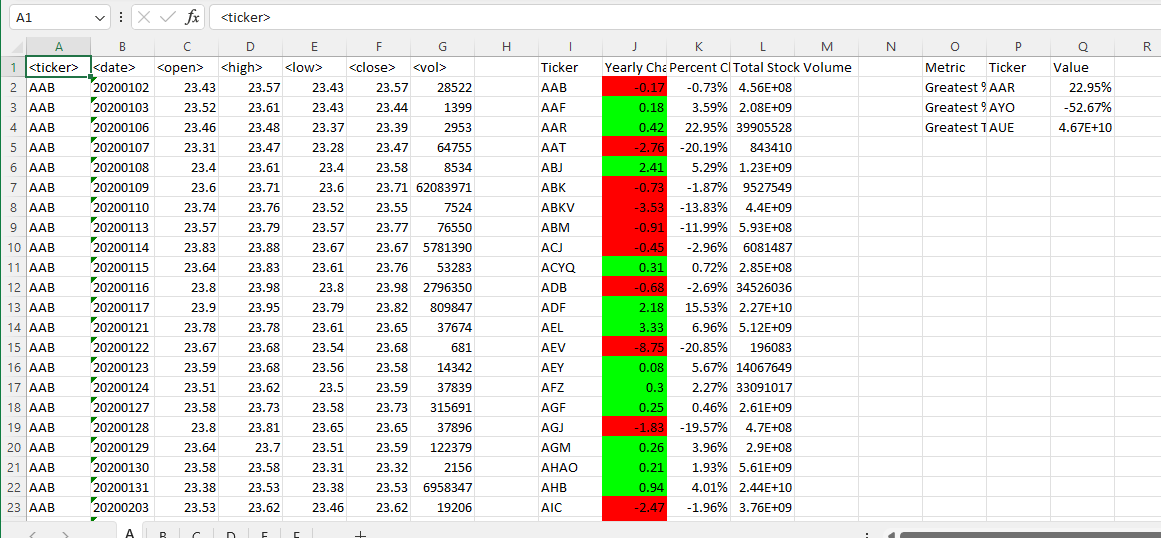 A1 fx <ticker>
A B C D E F G H I J K L M N O P Q R
1 <ticker> <date> <open> <high> <low> <close> <vol> Ticker Yearly Cha Percent Cl Total Stock Volume Metric Ticker Value
2 AAB 20200102 23.43 23.57 23.43 23.57 28522 AAB -0.17 -0.73% 4.56E+08 Greatest % AAR 22.95%
3 AAB 20200103 23.52 23.61 23.43 23.44 1399 AAF 0.18 3.59% 2.08E+09 Greatest % AYO -52.67%
4 AAB 20200106 23.46 23.48 23.37 23.39 2953 AAR 0.42 22.95% 39905528 Greatest T AUE 4.67E+10
5 AAB 20200107 23.31 23.47 23.28 23.47 64755 AAT -2.76 -20.19% 843410
6 AAB 20200108 23.4 23.61 23.4 23.58 8534 ABJ 2.41 5.29% 1.23E+09
7 AAB 20200109 23.6 23.71 23.6 23.71 62083971 ABK -0.73 -1.87% 9527549
8 AAB 20200110 23.74 23.76 23.52 23.55 7524 ABKV -3.53 -13.83% 4.4E+09
9 AAB 20200113 23.57 23.79 23.57 23.77 76550 ABM -0.91 -11.99% 5.93E+08
10 AAB 20200114 23.83 23.88 23.67 23.67 5781390 ACJ -0.45 -2.96% 6081487
11 AAB 20200115 23.64 23.83 23.61 23.76 53283 ACYQ 0.31 0.72% 2.85E+08
12 AAB 20200116 23.8 23.98 23.8 23.98 2796350 ADB -0.68 -2.69% 34526036
13 AAB 20200117 23.9 23.95 23.79 23.82 809847 ADF 2.18 15.53% 2.27E+10
14 AAB 20200121 23.78 23.78 23.61 23.65 37674 AEL 3.33 6.96% 5.12E+09
15 AAB 20200122 23.67 23.68 23.54 23.68 681 AEV -8.75 -20.85% 196083
16 AAB 20200123 23.59 23.68 23.56 23.58 14342 AEY 0.08 5.67% 14067649
17 AAB 20200124 23.51 23.62 23.5 23.59 37839 AFZ 0.3 2.27% 33091017
18 AAB 20200127 23.58 23.73 23.58 23.73 315691 AGF 0.25 0.46% 2.61E+09
19 AAB 20200128 23.8 23.81 23.65 23.65 37896 AGJ -1.83 -19.57% 4.7E+08
20 AAB 20200129 23.64 23.7 23.51 23.59 122379 AGM 0.26 3.96% 2.9E+08
21 AAB 20200130 23.58 23.58 23.31 23.32 2156 AHAO 0.21 1.93% 5.61E+09
22 AAB 20200131 23.38 23.53 23.38 23.53 6958347 AHB 0.94 4.01% 2.44E+10
23 AAB 20200203 23.53 23.62 23.46 23.62 19206 AIC -2.47 -1.96% 3.76E+09
A B C D E F +